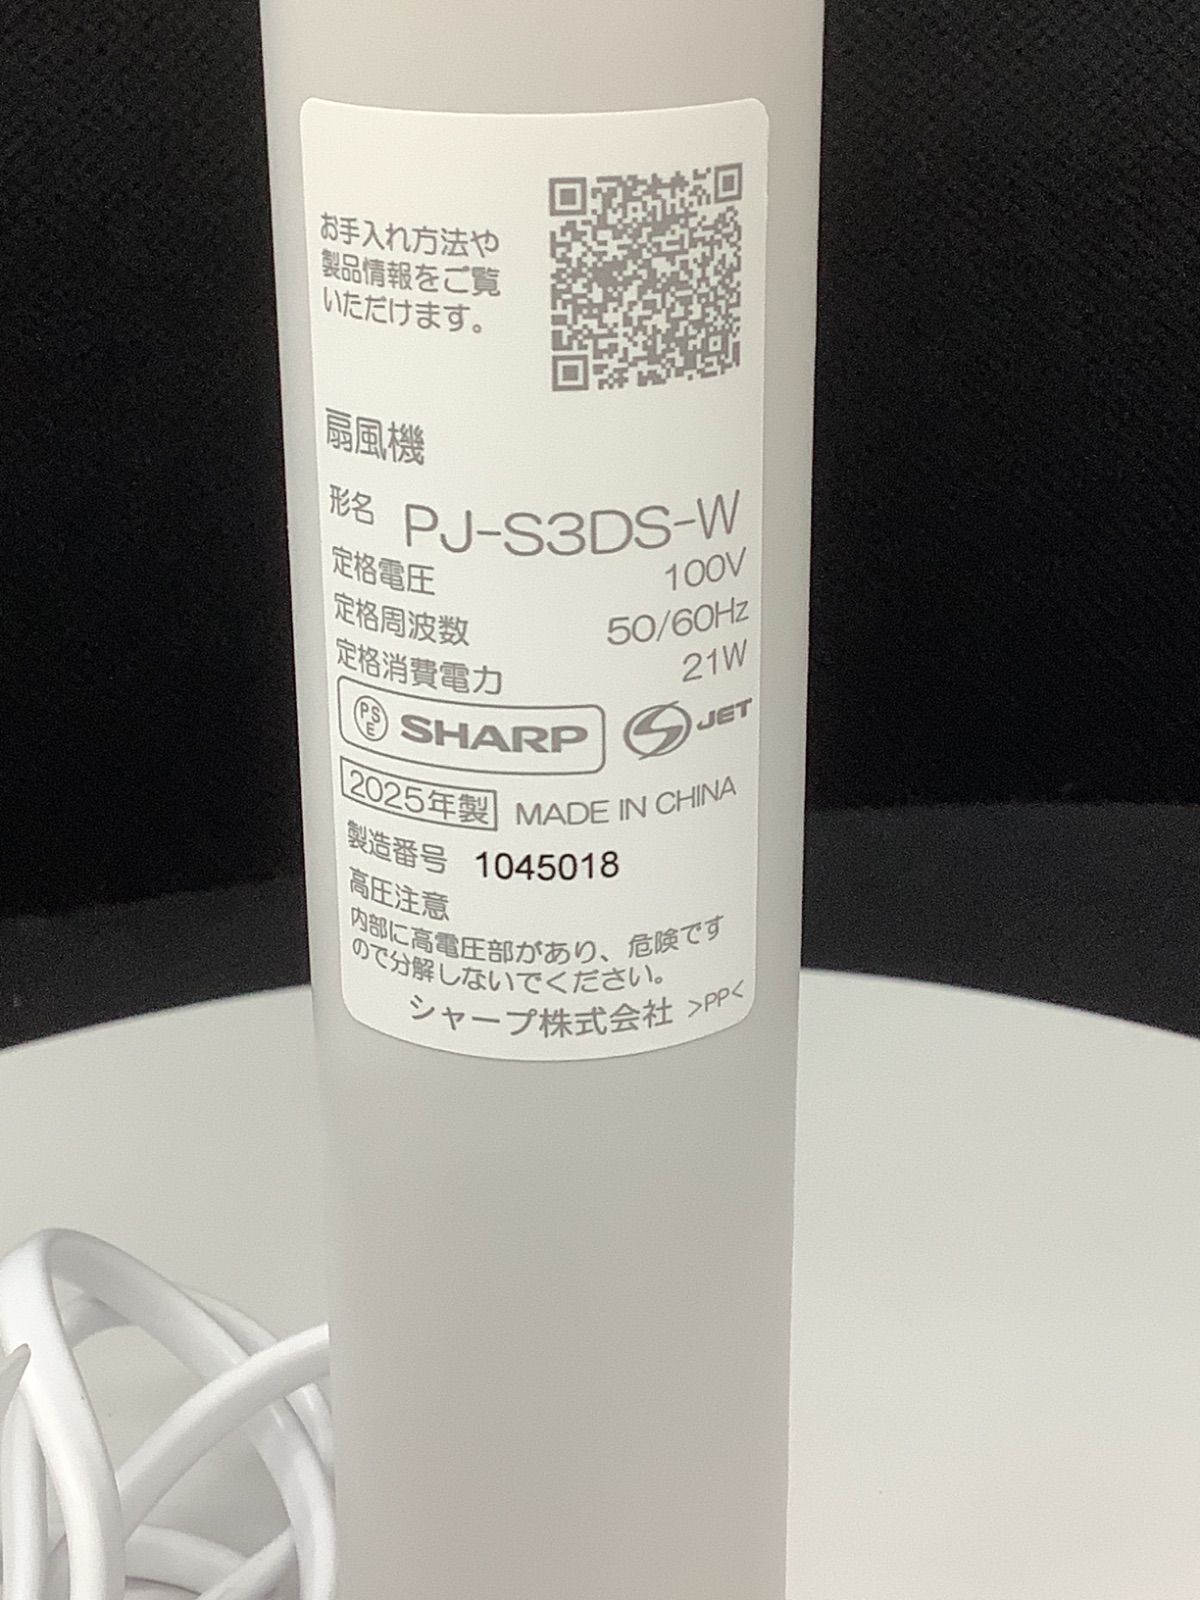 お手入れ方法や
製品情報をご覧
いただけます。
扇風機
形名 PJ-S3DS-W
定格電圧 100V
定格周波数 50/60Hz
定格消費電力 21W
PSE SHARP JET
2025年製 MADE IN CHINA
製造番号 1045018
高圧注意
内部に高電圧部があり、危険です
ので分解しないでください。
シャープ株式会社 >PP<